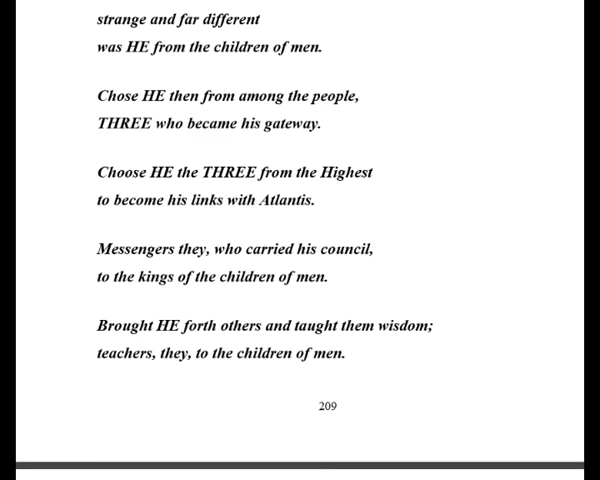 strange and far different
was HE from the children of men.
Chose HE then from among the people,
THREE who became his gateway.
Choose HE the THREE from the Highest
to become his links with Atlantis.
Messengers they, who carried his council,
to the kings of the children of men.
Brought HE forth others and taught them wisdom;
teachers, they, to the children of men.
209